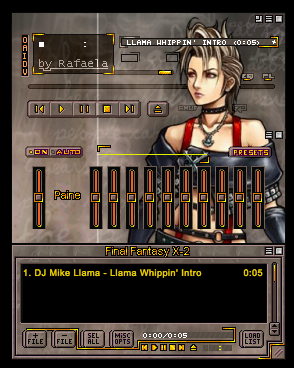 O
A
I
D
V
:
by Rafaela
LLAMA WHIPPIN' INTRO (0:05)
ON AUTO
PRESETS
Paine
Final Fantasy X-2
1. DJ Mike Llama - Llama Whippin' Intro 0:05
+ FILE
- FILE
SEL ALL
MISC OPTS
0:00/0:05
LOAD LIST
: